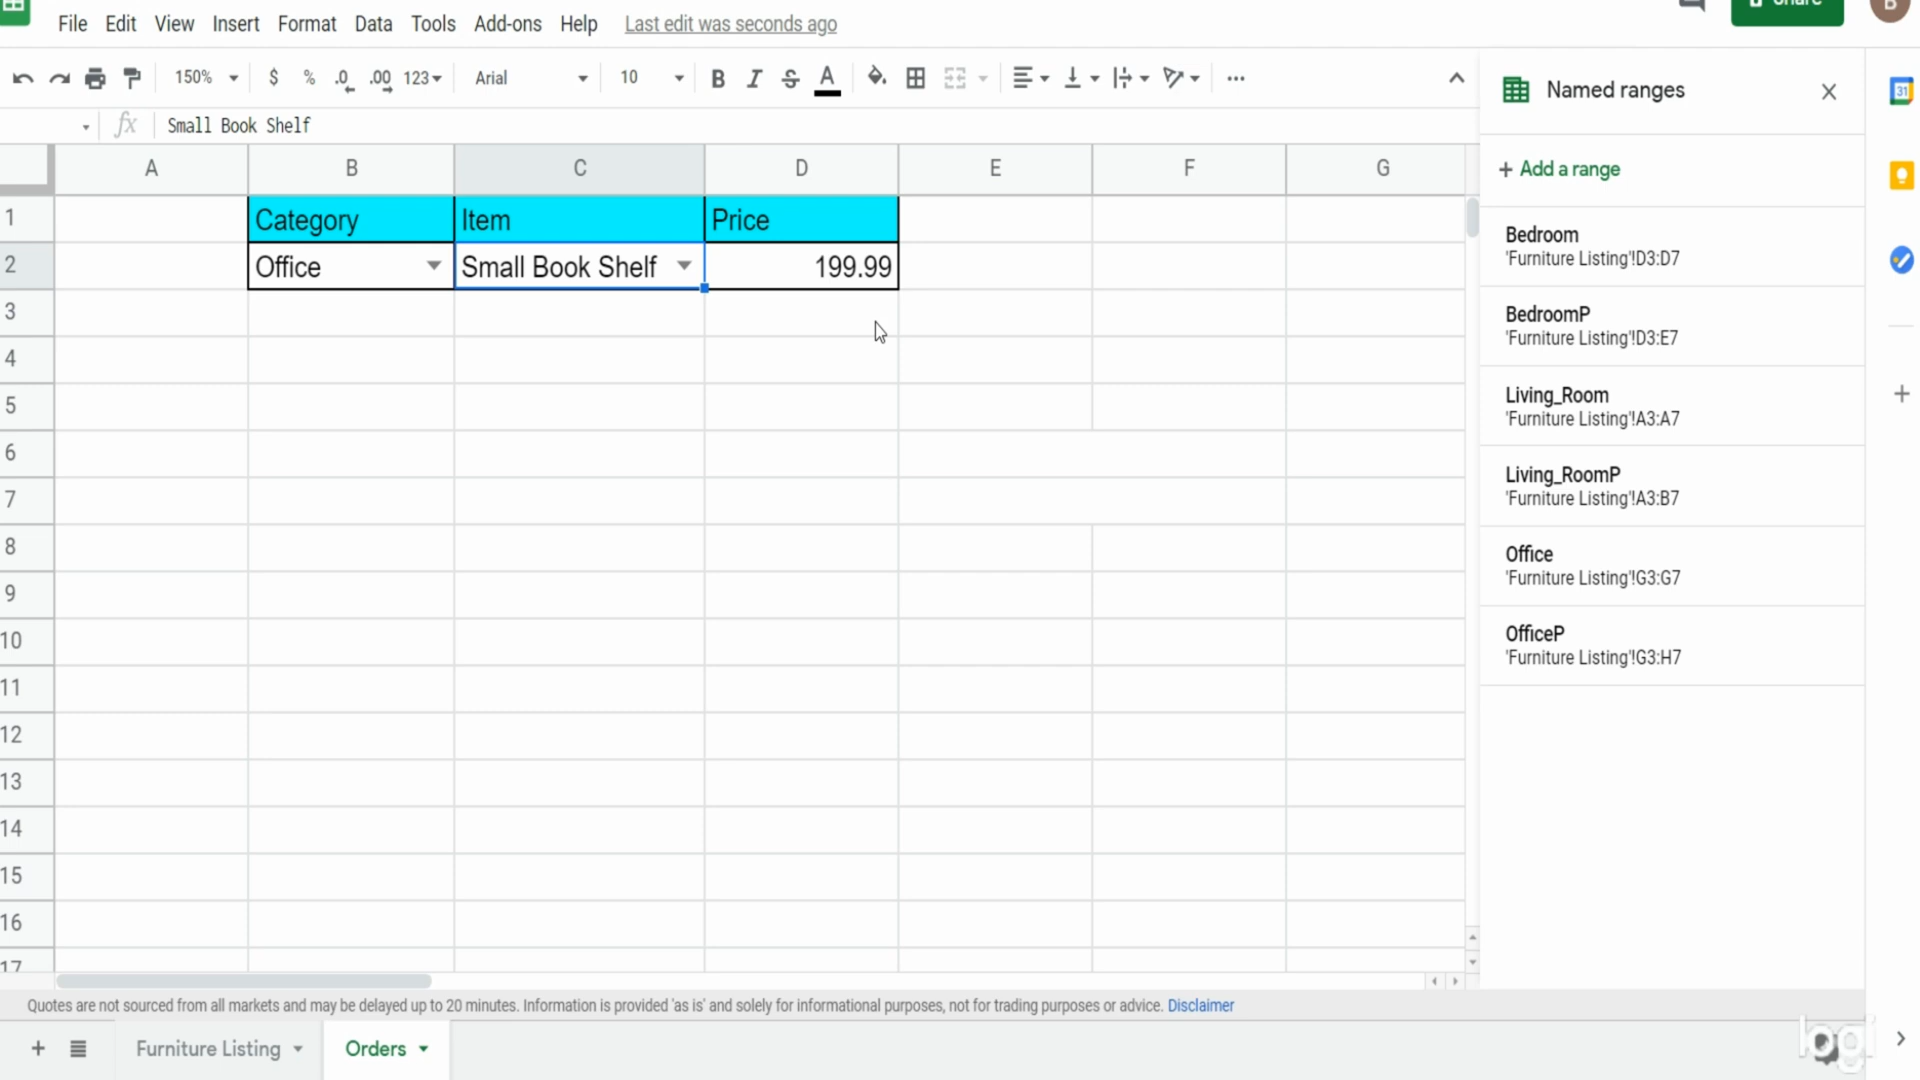 Share
B
File Edit View Insert Format Data Tools Add-ons Help Last edit was seconds ago
150% $ % .0 .00 123 Arial 10 B I S A
Named ranges
31
fx Small Book Shelf
A B C D E F G
+ Add a range
1 Category Item Price
2 Office Small Book Shelf 199.99
3
4
5
6
7
8
9
10
11
12
13
14
15
16
17
Bedroom
'Furniture Listing'!D3:D7
BedroomP
'Furniture Listing'!D3:E7
Living_Room
'Furniture Listing'!A3:A7
Living_RoomP
'Furniture Listing'!A3:B7
Office
'Furniture Listing'!G3:G7
OfficeP
'Furniture Listing'!G3:H7
Quotes are not sourced from all markets and may be delayed up to 20 minutes. Information is provided 'as is' and solely for informational purposes, not for trading purposes or advice. Disclaimer
+ Furniture Listing Orders
logi